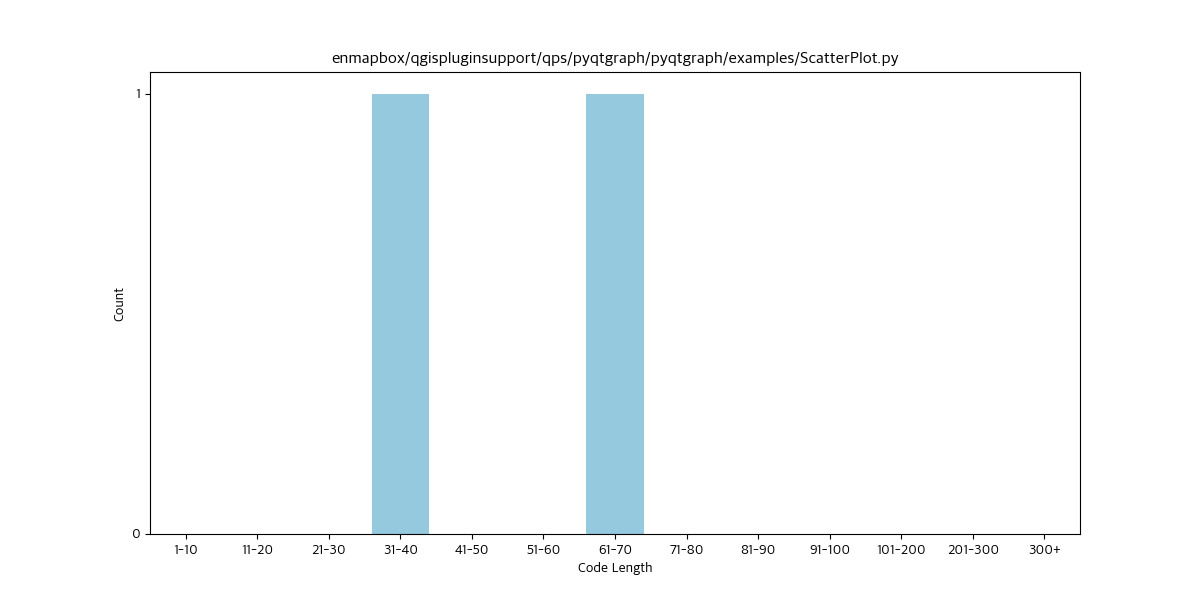 enmapbox/qgispluginsupport/qps/pyqtgraph/pyqtgraph/examples/ScatterPlot.py
1
Count
0
1-10 11-20 21-30 31-40 41-50 51-60 61-70 71-80 81-90 91-100 101-200 201-300 300+
Code Length